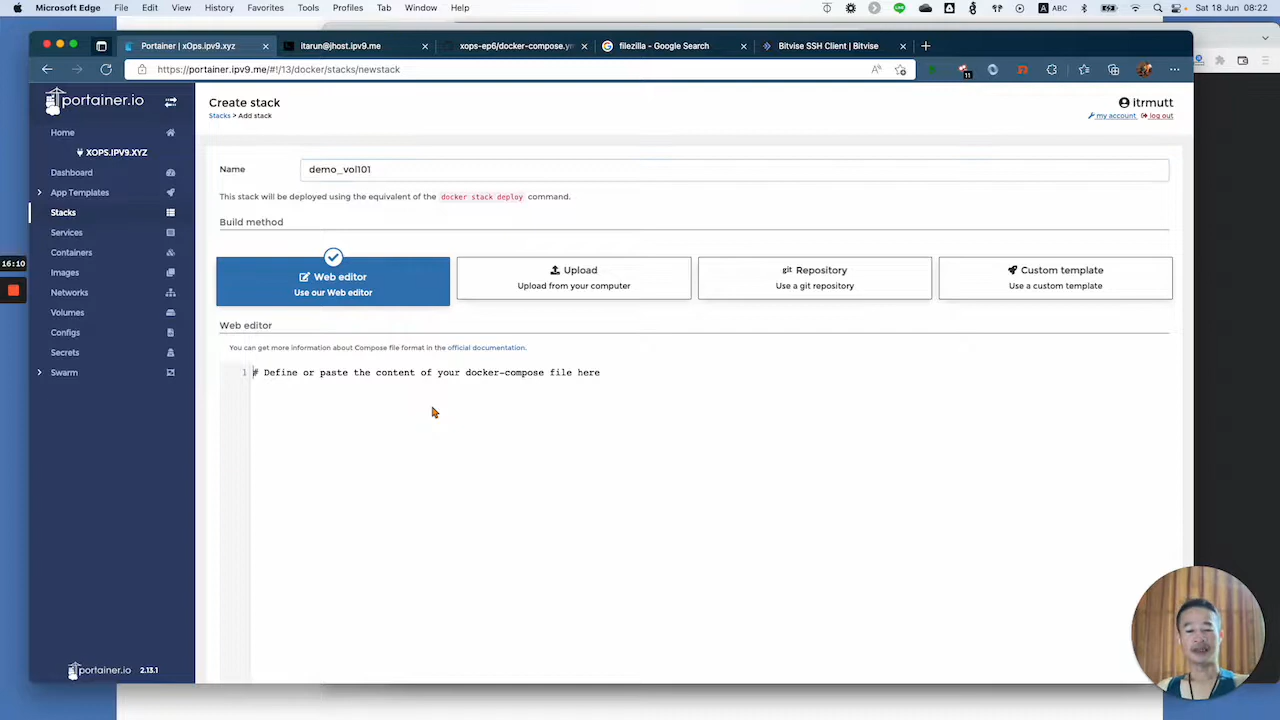 File Edit View History Favorites Tools Profiles Tab Window Help
ABC
Sat 18 Jun 08:22
Portainer | xOps.ipv9.xyz
itarun@jhost.ipv9.me
xops-ep6/docker-compose.ym
filezilla - Google Search
Bitvise SSH Client | Bitvise
https://portainer.ipv9.me/#!/13/docker/stacks/newstack
11
portainer.io
Home
XOPS.IPV9.XYZ
Dashboard
App Templates
Stacks
Services
Containers
Images
Networks
Volumes
Configs
Secrets
Swarm
portainer.io 2.13.1
16:10
Create stack
Stacks > Add stack
itrmutt
my account log out
Name
demo_vol101
This stack will be deployed using the equivalent of the docker stack deploy command.
Build method
Web editor
Use our Web editor
Upload
Upload from your computer
git Repository
Use a git repository
Custom template
Use a custom template
Web editor
You can get more information about Compose file format in the official documentation.
1 # Define or paste the content of your docker-compose file here